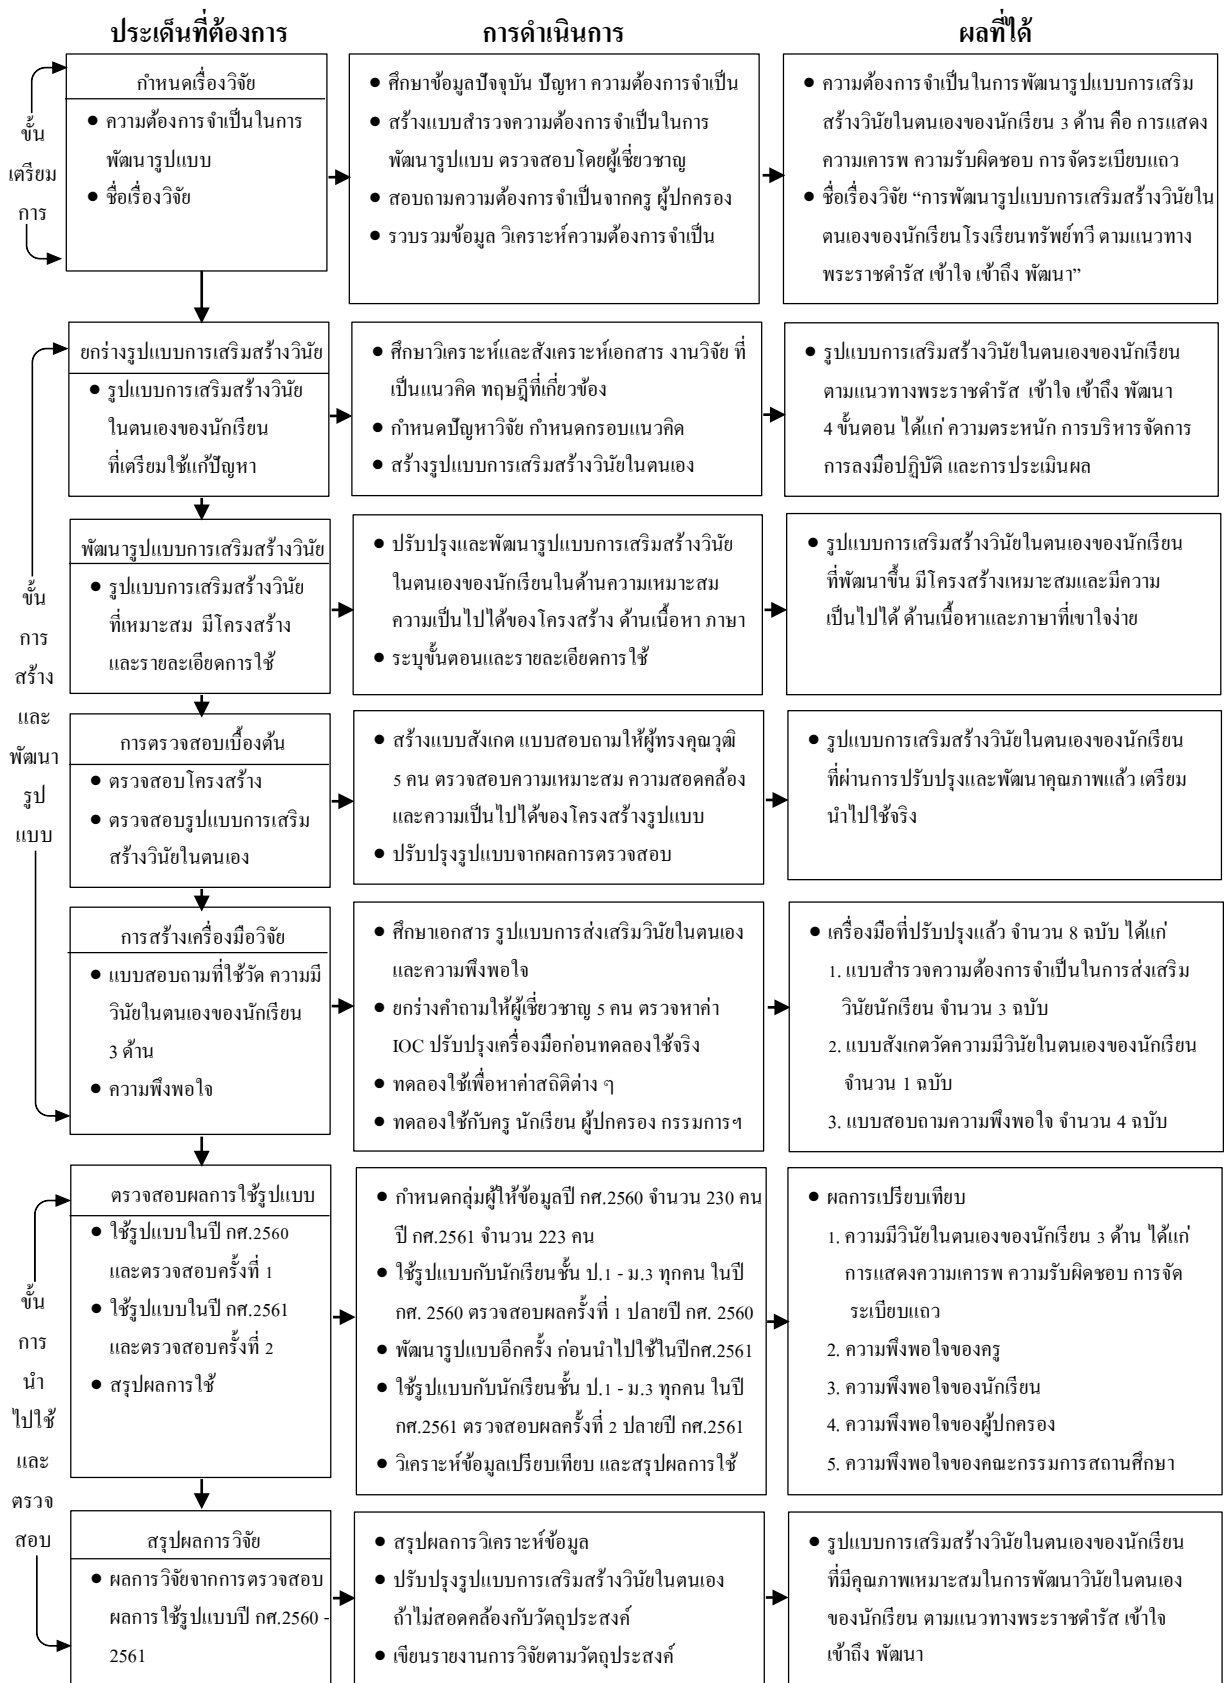 ประเด็นที่ต้องการ
การดำเนินการ
ผลที่ได้
ขั้น
เตรียม
การ
กำหนดเรื่องวิจัย
● ความต้องการจำเป็นในการ
พัฒนารูปแบบ
● ชื่อเรื่องวิจัย
● ศึกษาข้อมูลปัจจุบัน ปัญหา ความต้องการจำเป็น
● สร้างแบบสำรวจความต้องการจำเป็นในการ
พัฒนารูปแบบ ตรวจสอบโดยผู้เชี่ยวชาญ
● สอบถามความต้องการจำเป็นจากครู ผู้ปกครอง
● รวบรวมข้อมูล วิเคราะห์ความต้องการจำเป็น
● ความต้องการจำเป็นในการพัฒนารูปแบบการเสริม
สร้างวินัยในตนเองของนักเรียน 3 ด้าน คือ การแสดง
ความเคารพ ความรับผิดชอบ การจัดระเบียบแถว
● ชื่อเรื่องวิจัย “การพัฒนารูปแบบการเสริมสร้างวินัยใน
ตนเองของนักเรียนโรงเรียนทรัพย์ทวี ตามแนวทาง
พระราชดำรัส เข้าใจ เข้าถึง พัฒนา”
ขั้น
การ
สร้าง
และ
พัฒนา
รูป
แบบ
ยกร่างรูปแบบการเสริมสร้างวินัย
● รูปแบบการเสริมสร้างวินัย
ในตนเองของนักเรียน
ที่เตรียมใช้แก้ปัญหา
● ศึกษาวิเคราะห์และสังเคราะห์เอกสาร งานวิจัย ที่
เป็นแนวคิด ทฤษฎีที่เกี่ยวข้อง
● กำหนดปัญหาวิจัย กำหนดกรอบแนวคิด
● สร้างรูปแบบการเสริมสร้างวินัยในตนเอง
● รูปแบบการเสริมสร้างวินัยในตนเองของนักเรียน
ตามแนวทางพระราชดำรัส เข้าใจ เข้าถึง พัฒนา
4 ขั้นตอน ได้แก่ ความตระหนัก การบริหารจัดการ
การลงมือปฏิบัติ และการประเมินผล
พัฒนารูปแบบการเสริมสร้างวินัย
● รูปแบบการเสริมสร้างวินัย
ที่เหมาะสม มีโครงสร้าง
และรายละเอียดการใช้
● ปรับปรุงและพัฒนารูปแบบการเสริมสร้างวินัย
ในตนเองของนักเรียนในด้านความเหมาะสม
ความเป็นไปได้ของโครงสร้าง ด้านเนื้อหา ภาษา
● ระบุขั้นตอนและรายละเอียดการใช้
● รูปแบบการเสริมสร้างวินัยในตนเองของนักเรียน
ที่พัฒนาขึ้น มีโครงสร้างเหมาะสมและมีความ
เป็นไปได้ ด้านเนื้อหาและภาษาที่เขาใจง่าย
การตรวจสอบเบื้องต้น
● ตรวจสอบโครงสร้าง
● ตรวจสอบรูปแบบการเสริม
สร้างวินัยในตนเอง
● สร้างแบบสังเกต แบบสอบถามให้ผู้ทรงคุณวุฒิ
5 คน ตรวจสอบความเหมาะสม ความสอดคล้อง
และความเป็นไปได้ของโครงสร้างรูปแบบ
● ปรับปรุงรูปแบบจากผลการตรวจสอบ
● รูปแบบการเสริมสร้างวินัยในตนเองของนักเรียน
ที่ผ่านการปรับปรุงและพัฒนาคุณภาพแล้ว เตรียม
นำไปใช้จริง
การสร้างเครื่องมือวิจัย
● แบบสอบถามที่ใช้วัด ความมี
วินัยในตนเองของนักเรียน
3 ด้าน
● ความพึงพอใจ
● ศึกษาเอกสาร รูปแบบการส่งเสริมวินัยในตนเอง
และความพึงพอใจ
● ยกร่างคำถามให้ผู้เชี่ยวชาญ 5 คน ตรวจหาค่า
IOC ปรับปรุงเครื่องมือก่อนทดลองใช้จริง
● ทดลองใช้เพื่อหาค่าสถิติต่าง ๆ
● ทดลองใช้กับครู นักเรียน ผู้ปกครอง กรรมการฯ
● เครื่องมือที่ปรับปรุงแล้ว จำนวน 8 ฉบับ ได้แก่
1. แบบสำรวจความต้องการจำเป็นในการส่งเสริม
วินัยนักเรียน จำนวน 3 ฉบับ
2. แบบสังเกตวัดความมีวินัยในตนเองของนักเรียน
จำนวน 1 ฉบับ
3. แบบสอบถามความพึงพอใจ จำนวน 4 ฉบับ
ขั้น
การ
นำ
ไปใช้
และ
ตรวจ
สอบ
ตรวจสอบผลการใช้รูปแบบ
● ใช้รูปแบบในปี กศ.2560
และตรวจสอบครั้งที่ 1
● ใช้รูปแบบในปี กศ.2561
และตรวจสอบครั้งที่ 2
● สรุปผลการใช้
● กำหนดกลุ่มผู้ให้ข้อมูลปี กศ.2560 จำนวน 230 คน
ปี กศ.2561 จำนวน 223 คน
● ใช้รูปแบบกับนักเรียนชั้น ป.1 - ม.3 ทุกคน ในปี
กศ. 2560 ตรวจสอบผลครั้งที่ 1 ปลายปี กศ. 2560
● พัฒนารูปแบบอีกครั้ง ก่อนนำไปใช้ในปีกศ.2561
● ใช้รูปแบบกับนักเรียนชั้น ป.1 - ม.3 ทุกคน ในปี
กศ.2561 ตรวจสอบผลครั้งที่ 2 ปลายปี กศ.2561
● วิเคราะห์ข้อมูลเปรียบเทียบ และสรุปผลการใช้
● ผลการเปรียบเทียบ
1. ความมีวินัยในตนเองของนักเรียน 3 ด้าน ได้แก่
การแสดงความเคารพ ความรับผิดชอบ การจัด
ระเบียบแถว
2. ความพึงพอใจของครู
3. ความพึงพอใจของนักเรียน
4. ความพึงพอใจของผู้ปกครอง
5. ความพึงพอใจของคณะกรรมการสถานศึกษา
สรุปผลการวิจัย
● ผลการวิจัยจากการตรวจสอบ
ผลการใช้รูปแบบปี กศ.2560 -
2561
● สรุปผลการวิเคราะห์ข้อมูล
● ปรับปรุงรูปแบบการเสริมสร้างวินัยในตนเอง
ถ้าไม่สอดคล้องกับวัตถุประสงค์
● เขียนรายงานการวิจัยตามวัตถุประสงค์
● รูปแบบการเสริมสร้างวินัยในตนเองของนักเรียน
ที่มีคุณภาพเหมาะสมในการพัฒนาวินัยในตนเอง
ของนักเรียน ตามแนวทางพระราชดำรัส เข้าใจ
เข้าถึง พัฒนา